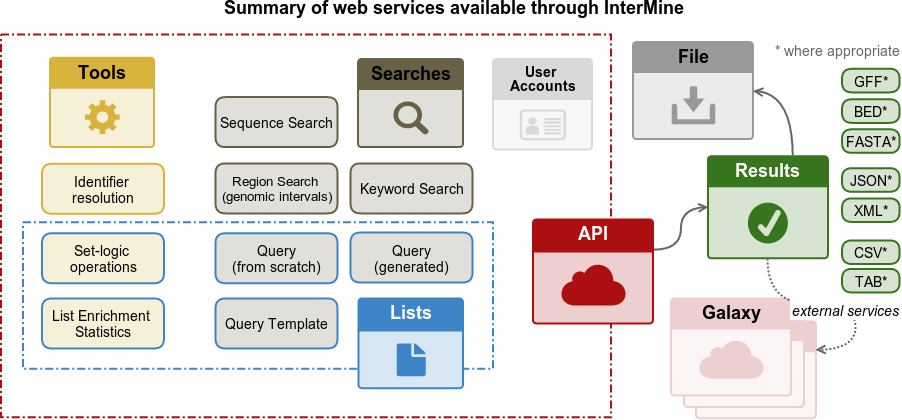 Summary of web services available through InterMine
Tools
Searches
User
Accounts
File
* where appropriate
GFF*
BED*
FASTA*
JSON*
XML*
CSV*
TAB*
Sequence Search
Identifier
resolution
Region Search
(genomic intervals)
Keyword Search
Results
Set-logic
operations
Query
(from scratch)
Query
(generated)
API
List Enrichment
Statistics
Query Template
Lists
Galaxy
external services